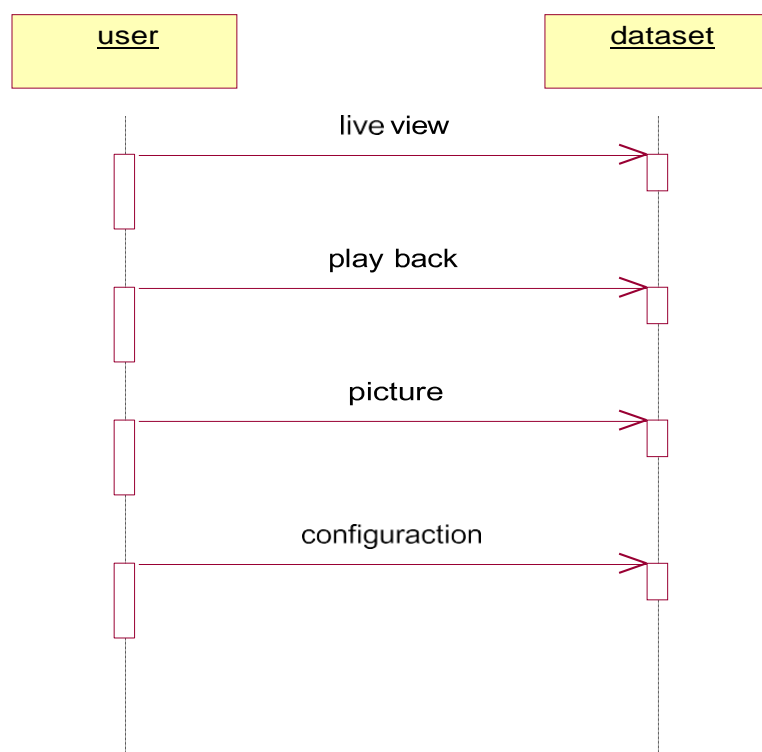 user
dataset
live view
play back
picture
configuraction